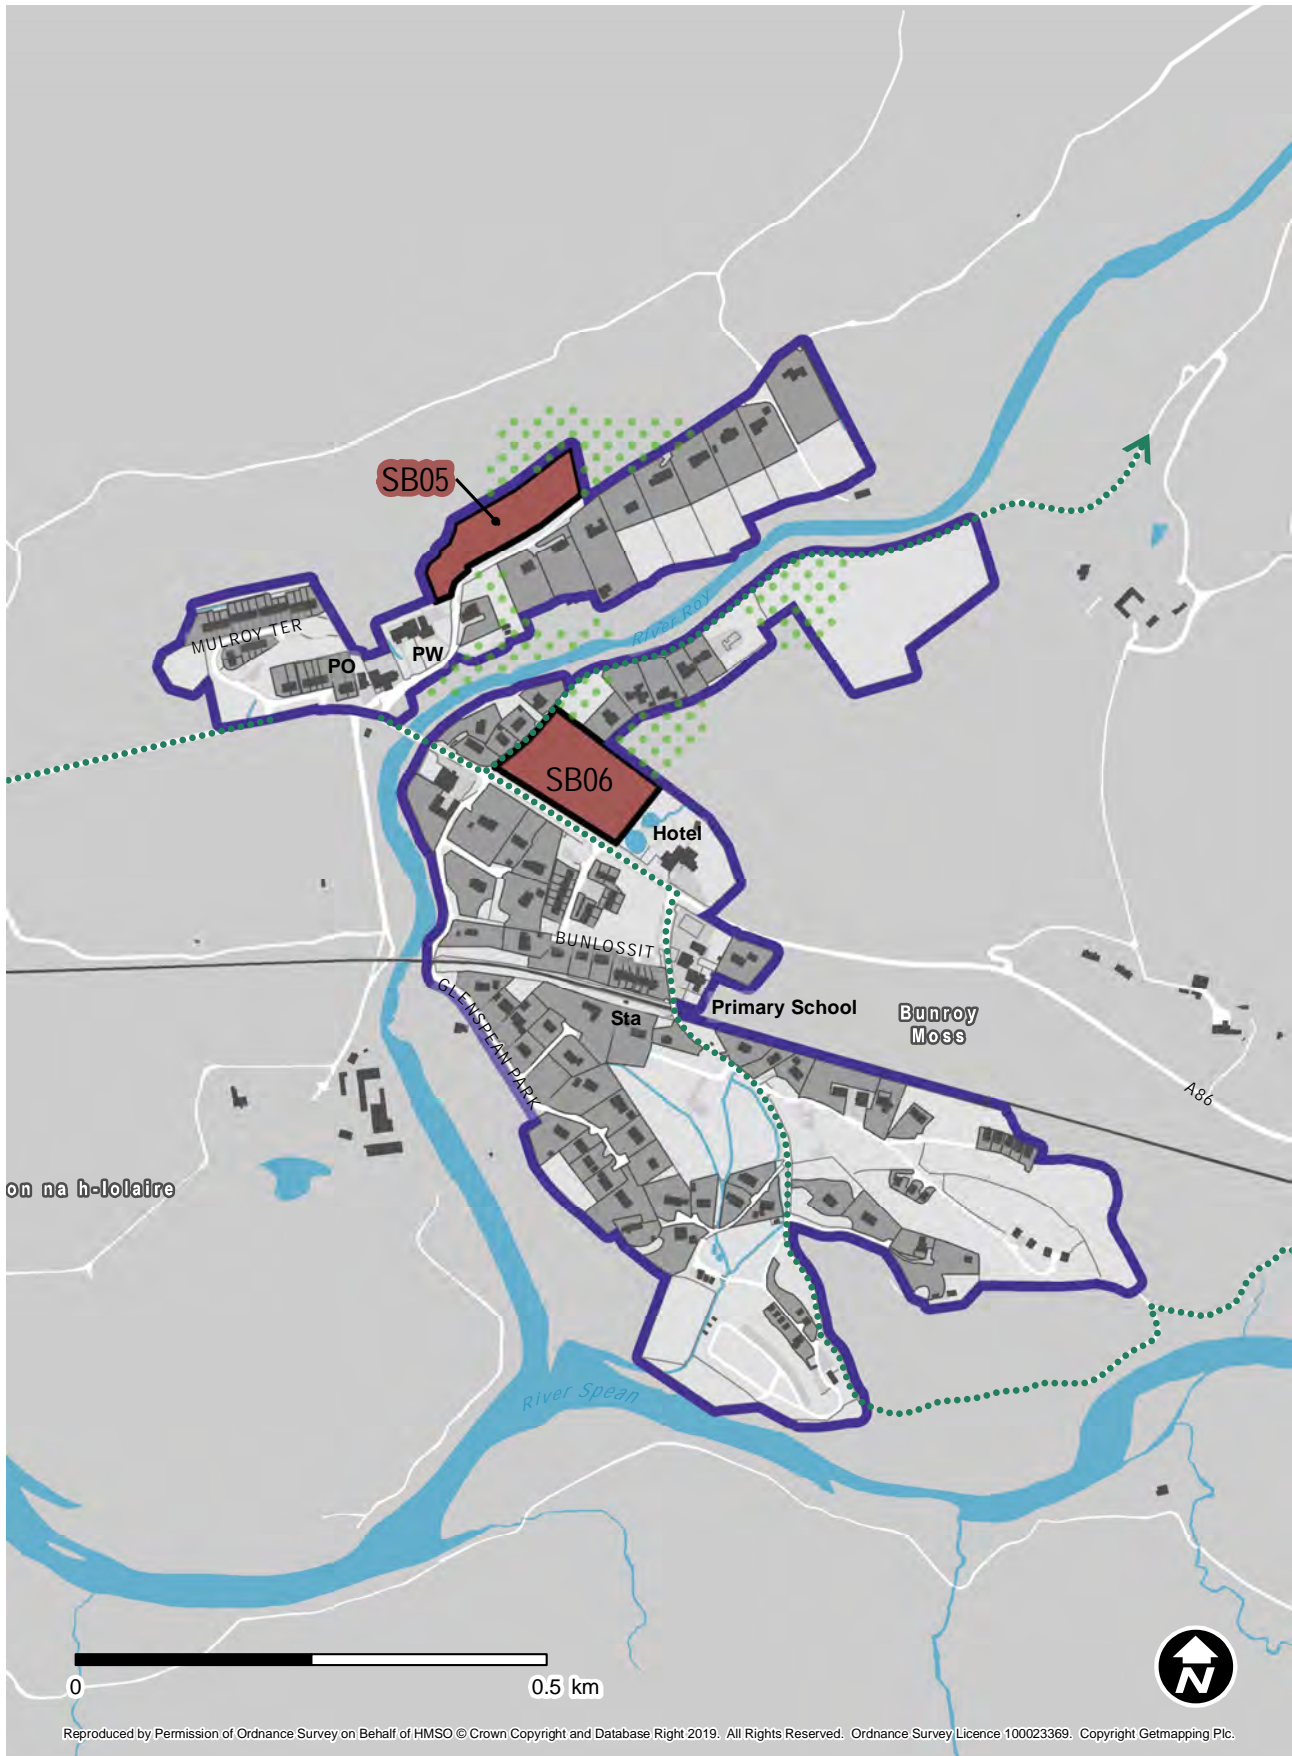 SB05
MULROY TER
River Roy
PW
PO
SB06
Hotel
BUNLOSSIT
GLENSPEAN PARK
Sta
Primary School
Bunroy
Moss
A86
on na h-Iolaire
River Spean
0
0.5 km
N
Reproduced by Permission of Ordnance Survey on Behalf of HMSO © Crown Copyright and Database Right 2019. All Rights Reserved. Ordnance Survey Licence 100023369. Copyright Getmapping Plc.